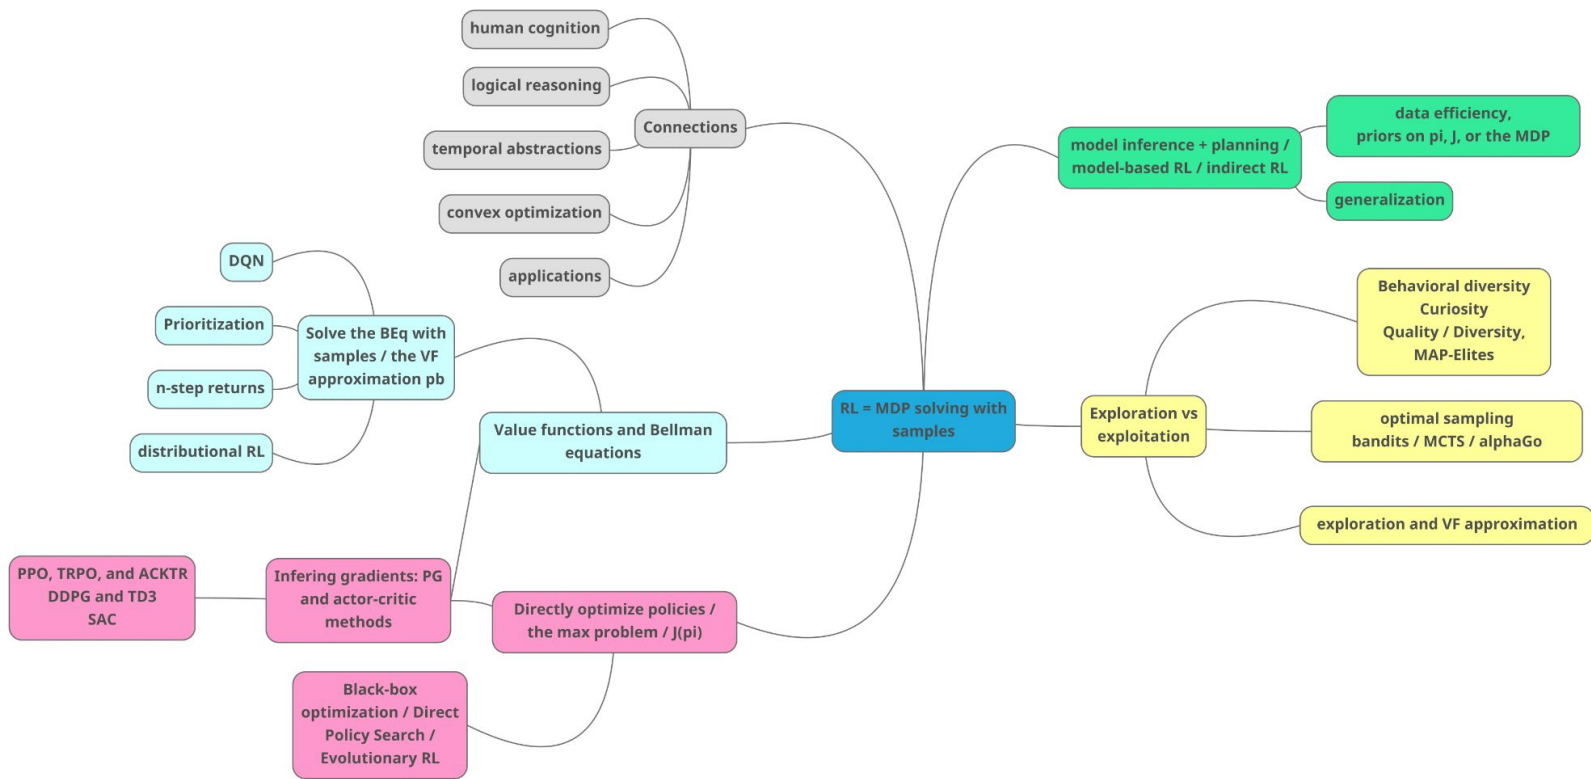 human cognition
logical reasoning
temporal abstractions
convex optimization
applications
Connections
model inference + planning /
model-based RL / indirect RL
data efficiency,
priors on pi, J, or the MDP
generalization
DQN
Prioritization
n-step returns
distributional RL
Solve the BEq with
samples / the VF
approximation pb
Value functions and Bellman
equations
RL = MDP solving with
samples
Exploration vs
exploitation
Behavioral diversity
Curiosity
Quality / Diversity,
MAP-Elites
optimal sampling
bandits / MCTS / alphaGo
exploration and VF approximation
PPO, TRPO, and ACKTR
DDPG and TD3
SAC
Infering gradients: PG
and actor-critic
methods
Directly optimize policies /
the max problem / J(pi)
Black-box
optimization / Direct
Policy Search /
Evolutionary RL